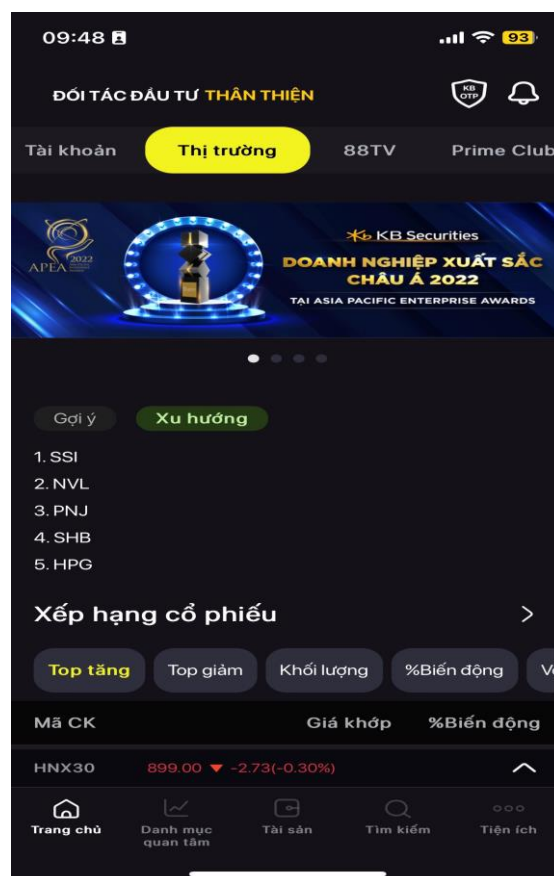 09:48
93
ĐỐI TÁC ĐẦU TƯ THÂN THIỆN
KB
OTP
Tài khoản Thị trường 88TV Prime Club
2022
APEA
KB Securities
DOANH NGHIỆP XUẤT SẮC
CHÂU Á 2022
TẠI ASIA PACIFIC ENTERPRISE AWARDS
Gợi ý Xu hướng
1. SSI
2. NVL
3. PNJ
4. SHB
5. HPG
Xếp hạng cổ phiếu
Top tăng Top giảm Khối lượng %Biến động
Mã CK Giá khớp %Biến động
HNX30 899.00 ▼ -2.73(-0.30%)
Trang chủ Danh mục quan tâm Tài sản Tìm kiếm Tiện ích